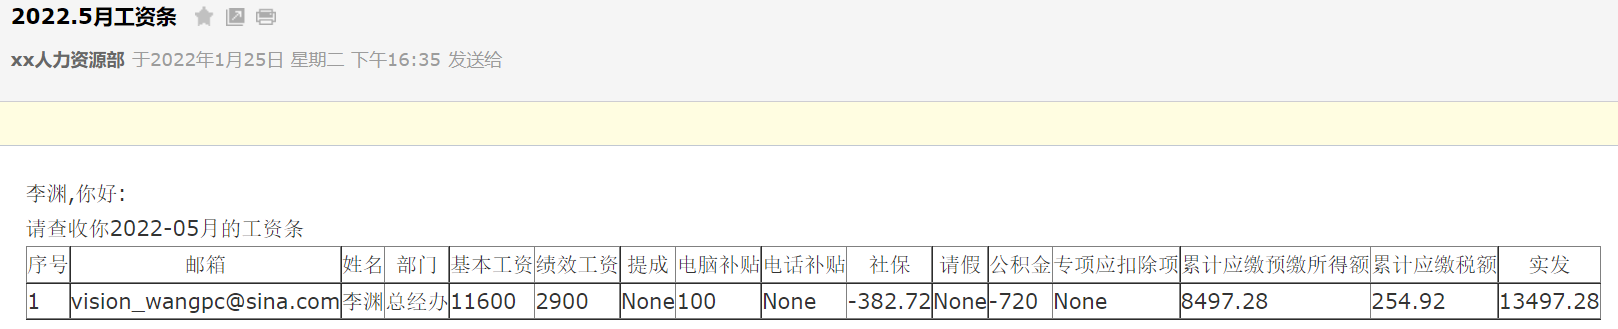 2022.5月工资条
xx人力资源部 于2022年1月25日 星期二 下午16:35 发送给
李渊,你好:
请查收你2022-05月的工资条
序号 邮箱 姓名 部门 基本工资 绩效工资 提成 电脑补贴 电话补贴 社保 请假 公积金 专项应扣除项 累计应缴预缴所得额 累计应缴税额 实发
1 vision_wangpc@sina.com 李渊 总经办 11600 2900 None 100 None -382.72 None -720 None 8497.28 254.92 13497.28